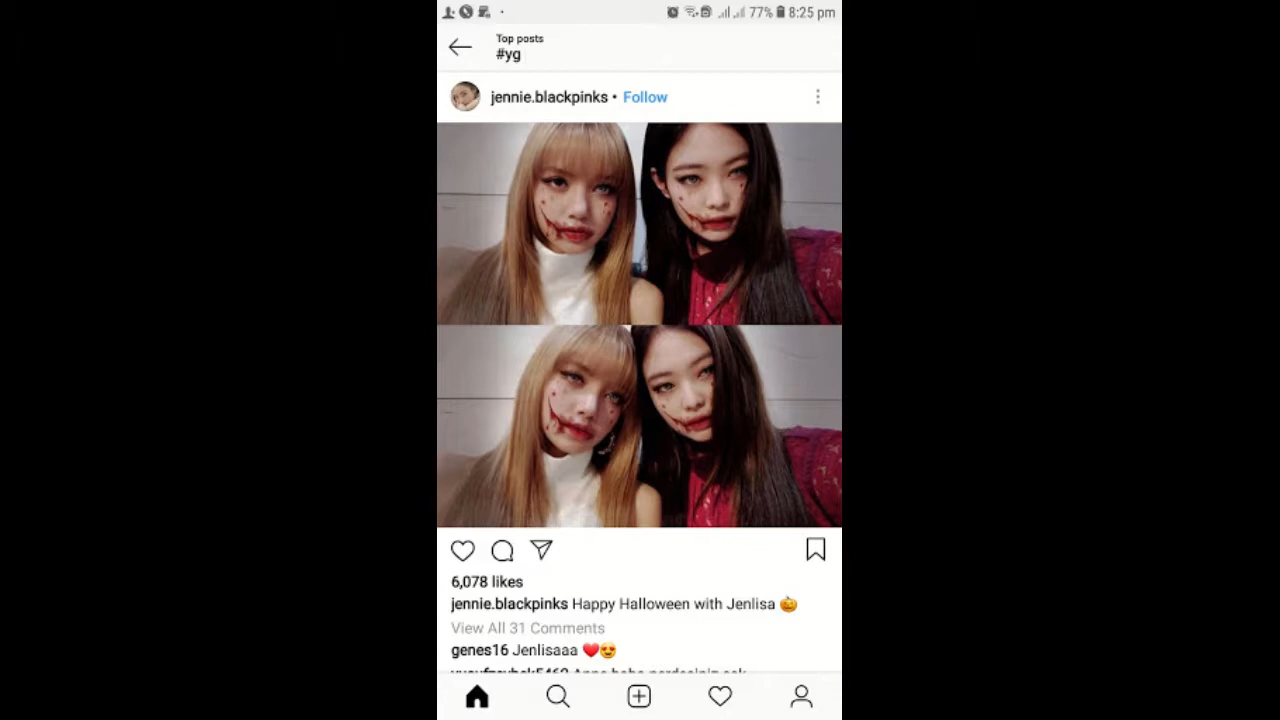 77% 8:25 pm
Top posts
#yg
jennie.blackpinks • Follow
6,078 likes
jennie.blackpinks Happy Halloween with Jenlisa 🎃
View All 31 Comments
genes16 Jenlisaaa ❤️😍